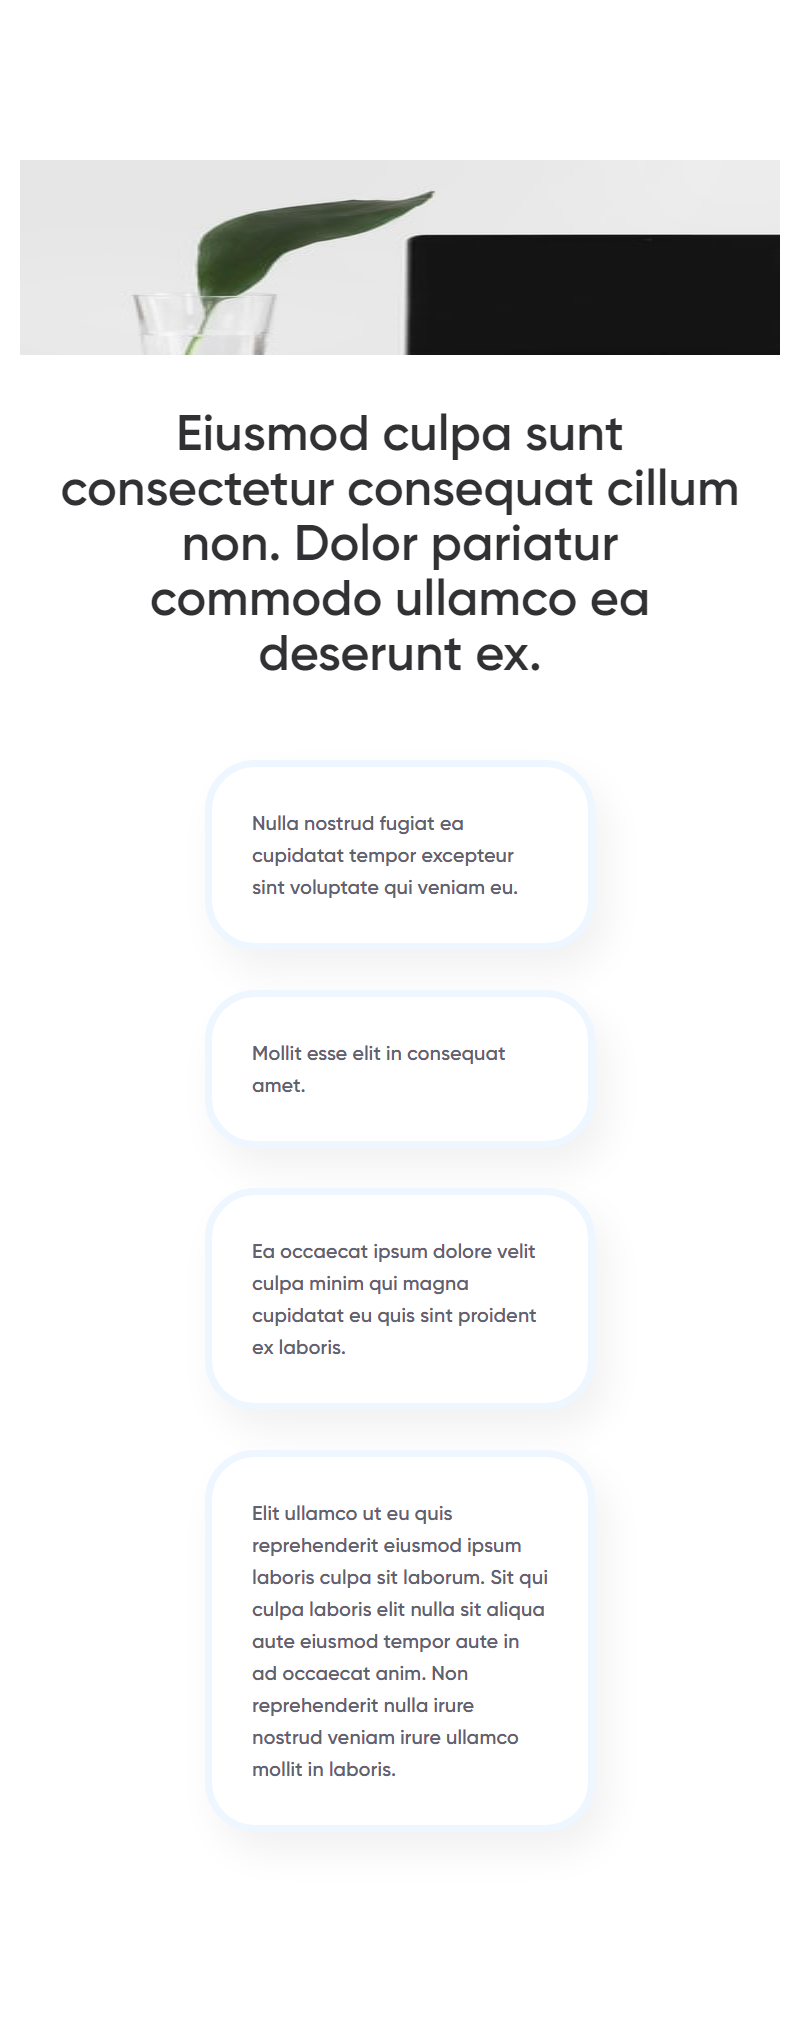 Eiusmod culpa sunt
consectetur consequat cillum
non. Dolor pariatur
commodo ullamco ea
deserunt ex.
Nulla nostrud fugiat ea
cupidatat tempor excepteur
sint voluptate qui veniam eu.
Mollit esse elit in consequat
amet.
Ea occaecat ipsum dolore velit
culpa minim qui magna
cupidatat eu quis sint proident
ex laboris.
Elit ullamco ut eu quis
reprehenderit eiusmod ipsum
laboris culpa sit laborum. Sit qui
culpa laboris elit nulla sit aliqua
aute eiusmod tempor aute in
ad occaecat anim. Non
reprehenderit nulla irure
nostrud veniam irure ullamco
mollit in laboris.